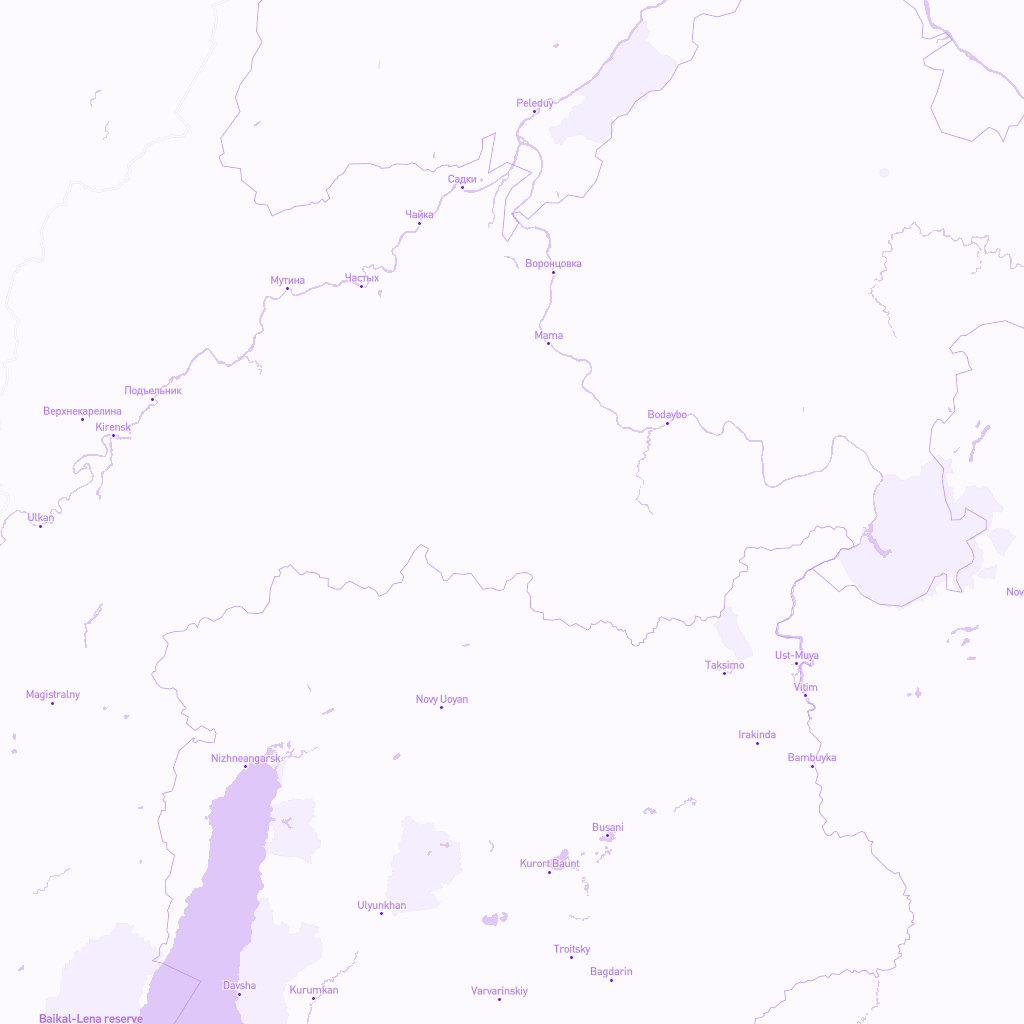 Peleduy
Садки
Чайка
Воронцовка
Частых
Мутина
Mama
Подъельник
Верхнекарелина
Bodaybo
Kirensk
Ulkan
Nov
Ust-Muya
Taksimo
Vitim
Magistralny
Novy Uoyan
Irakinda
Nizhneangarsk
Bambuyka
Busani
Kurort Baunt
Ulyunkhan
Troitsky
Bagdarin
Davsha
Kurumkan
Varvarinskiy
Baikal-Lena reserve